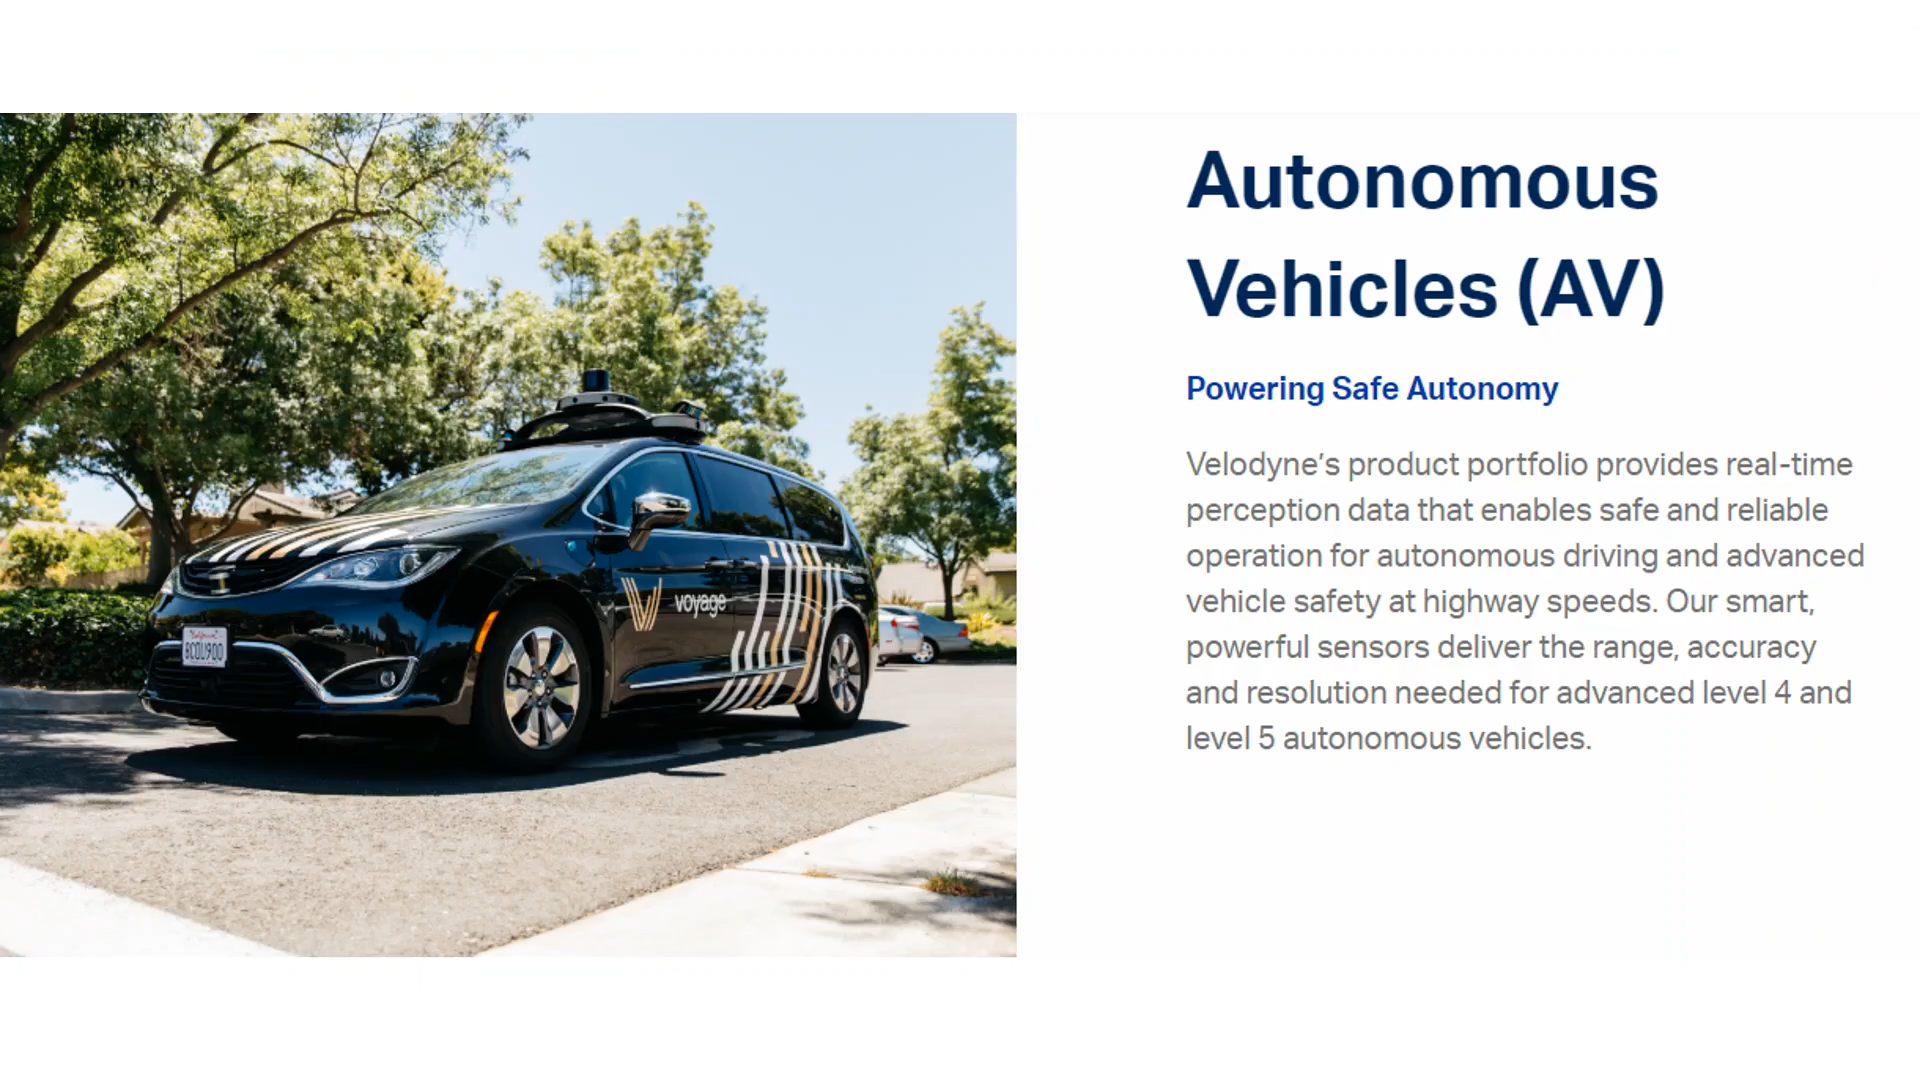 Autonomous
Vehicles (AV)
Powering Safe Autonomy
Velodyne’s product portfolio provides real-time
perception data that enables safe and reliable
operation for autonomous driving and advanced
vehicle safety at highway speeds. Our smart,
powerful sensors deliver the range, accuracy
and resolution needed for advanced level 4 and
level 5 autonomous vehicles.
voyage
California